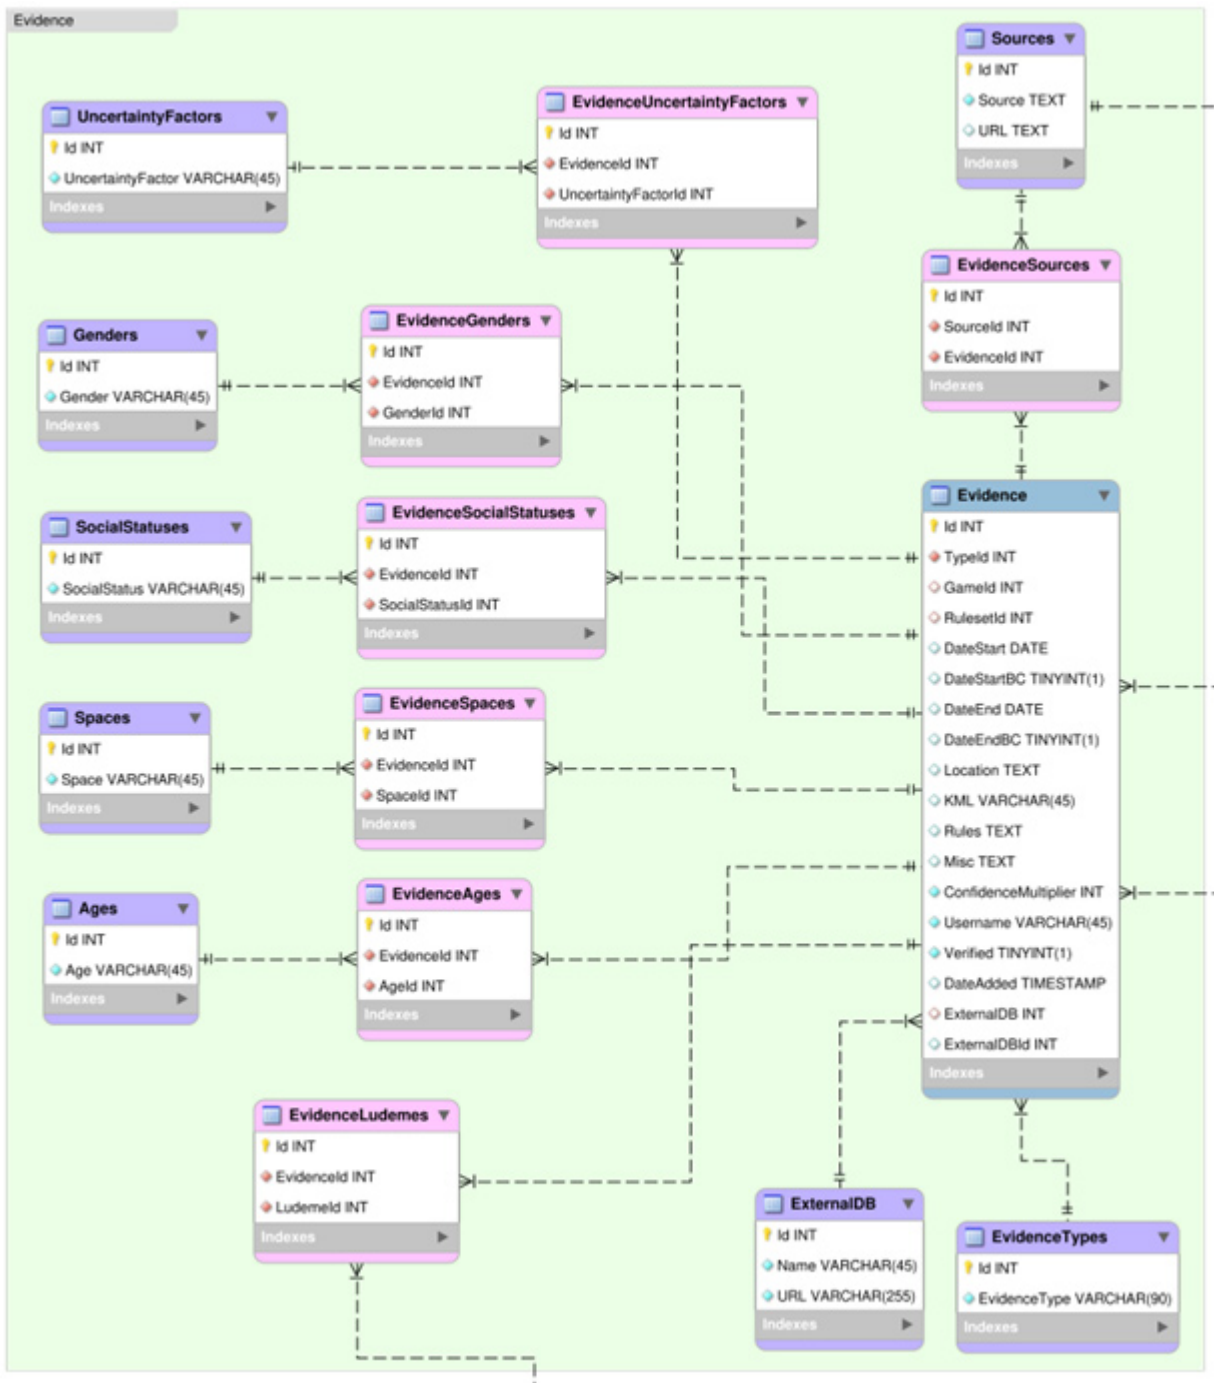 Evidence
Sources
Id INT
Source TEXT
URL TEXT
Indexes
UncertaintyFactors
Id INT
UncertaintyFactor VARCHAR(45)
Indexes
EvidenceUncertaintyFactors
Id INT
EvidenceId INT
UncertaintyFactorId INT
Indexes
EvidenceSources
Id INT
SourceId INT
EvidenceId INT
Indexes
Genders
Id INT
Gender VARCHAR(45)
Indexes
EvidenceGenders
Id INT
EvidenceId INT
GenderId INT
Indexes
SocialStatuses
Id INT
SocialStatus VARCHAR(45)
Indexes
EvidenceSocialStatuses
Id INT
EvidenceId INT
SocialStatusId INT
Indexes
Evidence
Id INT
TypeId INT
GameId INT
RulesetId INT
DateStart DATE
DateStartBC TINYINT(1)
DateEnd DATE
DateEndBC TINYINT(1)
Location TEXT
KML VARCHAR(45)
Rules TEXT
Misc TEXT
ConfidenceMultiplier INT
Username VARCHAR(45)
Verified TINYINT(1)
DateAdded TIMESTAMP
ExternalDB INT
ExternalDBId INT
Indexes
Spaces
Id INT
Space VARCHAR(45)
Indexes
EvidenceSpaces
Id INT
EvidenceId INT
SpaceId INT
Indexes
Ages
Id INT
Age VARCHAR(45)
Indexes
EvidenceAges
Id INT
EvidenceId INT
AgeId INT
Indexes
EvidenceLudemes
Id INT
EvidenceId INT
LudemeId INT
Indexes
ExternalDB
Id INT
Name VARCHAR(45)
URL VARCHAR(255)
Indexes
EvidenceTypes
Id INT
EvidenceType VARCHAR(90)
Indexes